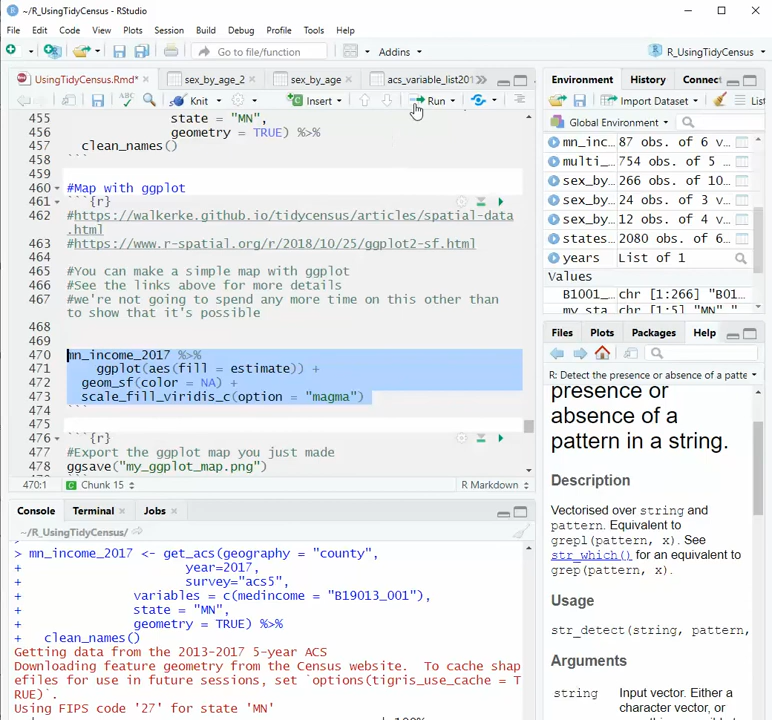 ~/R_UsingTidyCensus - RStudio
File Edit Code View Plots Session Build Debug Profile Tools Help
Go to file/function Addins R_UsingTidyCensus
UsingTidyCensus.Rmd* sex_by_age_2 sex_by_age acs_variable_list201
Knit Insert Run
455 state = "MN",
456 geometry = TRUE) %>%
457 clean_names()
458 ```
459
460 #Map with ggplot
461 ```{r}
462 #https://walkerke.github.io/tidycensus/articles/spatial-data
.html
463 #https://www.r-spatial.org/r/2018/10/25/ggplot2-sf.html
464
465 #You can make a simple map with ggplot
466 #See the links above for more details
467 #we're not going to spend any more time on this other than
to show that it's possible
468
469
470 mn_income_2017 %>%
471 ggplot(aes(fill = estimate)) +
472 geom_sf(color = NA) +
473 scale_fill_viridis_c(option = "magma")
474 ```
475
476 ```{r}
477 #Export the ggplot map you just made
478 ggsave("my_ggplot_map.png")
470:1 Chunk 15 R Markdown
Console Terminal Jobs
~/R_UsingTidyCensus/
> mn_income_2017 <- get_acs(geography = "county",
+ year=2017,
+ survey="acs5",
+ variables = c(medincome = "B19013_001"),
+ state = "MN",
+ geometry = TRUE) %>%
+ clean_names()
Getting data from the 2013-2017 5-year ACS
Downloading feature geometry from the Census website. To cache shap
efiles for use in future sessions, set `options(tigris_use_cache = T
RUE)`.
Using FIPS code '27' for state 'MN'
Environment History Connect
Import Dataset List
Global Environment
mn_inc… 87 obs. of 6 v…
multi_… 754 obs. of 5 …
sex_by… 266 obs. of 10…
sex_by… 24 obs. of 3 v…
sex_by… 12 obs. of 4 v…
states… 2080 obs. of 6…
years List of 1
Values
B1001_… chr [1:266] "B01…
my_sta… chr [1:5] "MN" "…
Files Plots Packages Help
R: Detect the presence or absence of a patte
presence or
absence of a
pattern in a string.
Description
Vectorised over string and
pattern. Equivalent to
grepl(pattern, x). See
str_which() for an equivalent to
grep(pattern, x).
Usage
str_detect(string, pattern,
Arguments
string Input vector. Either a
character vector, or